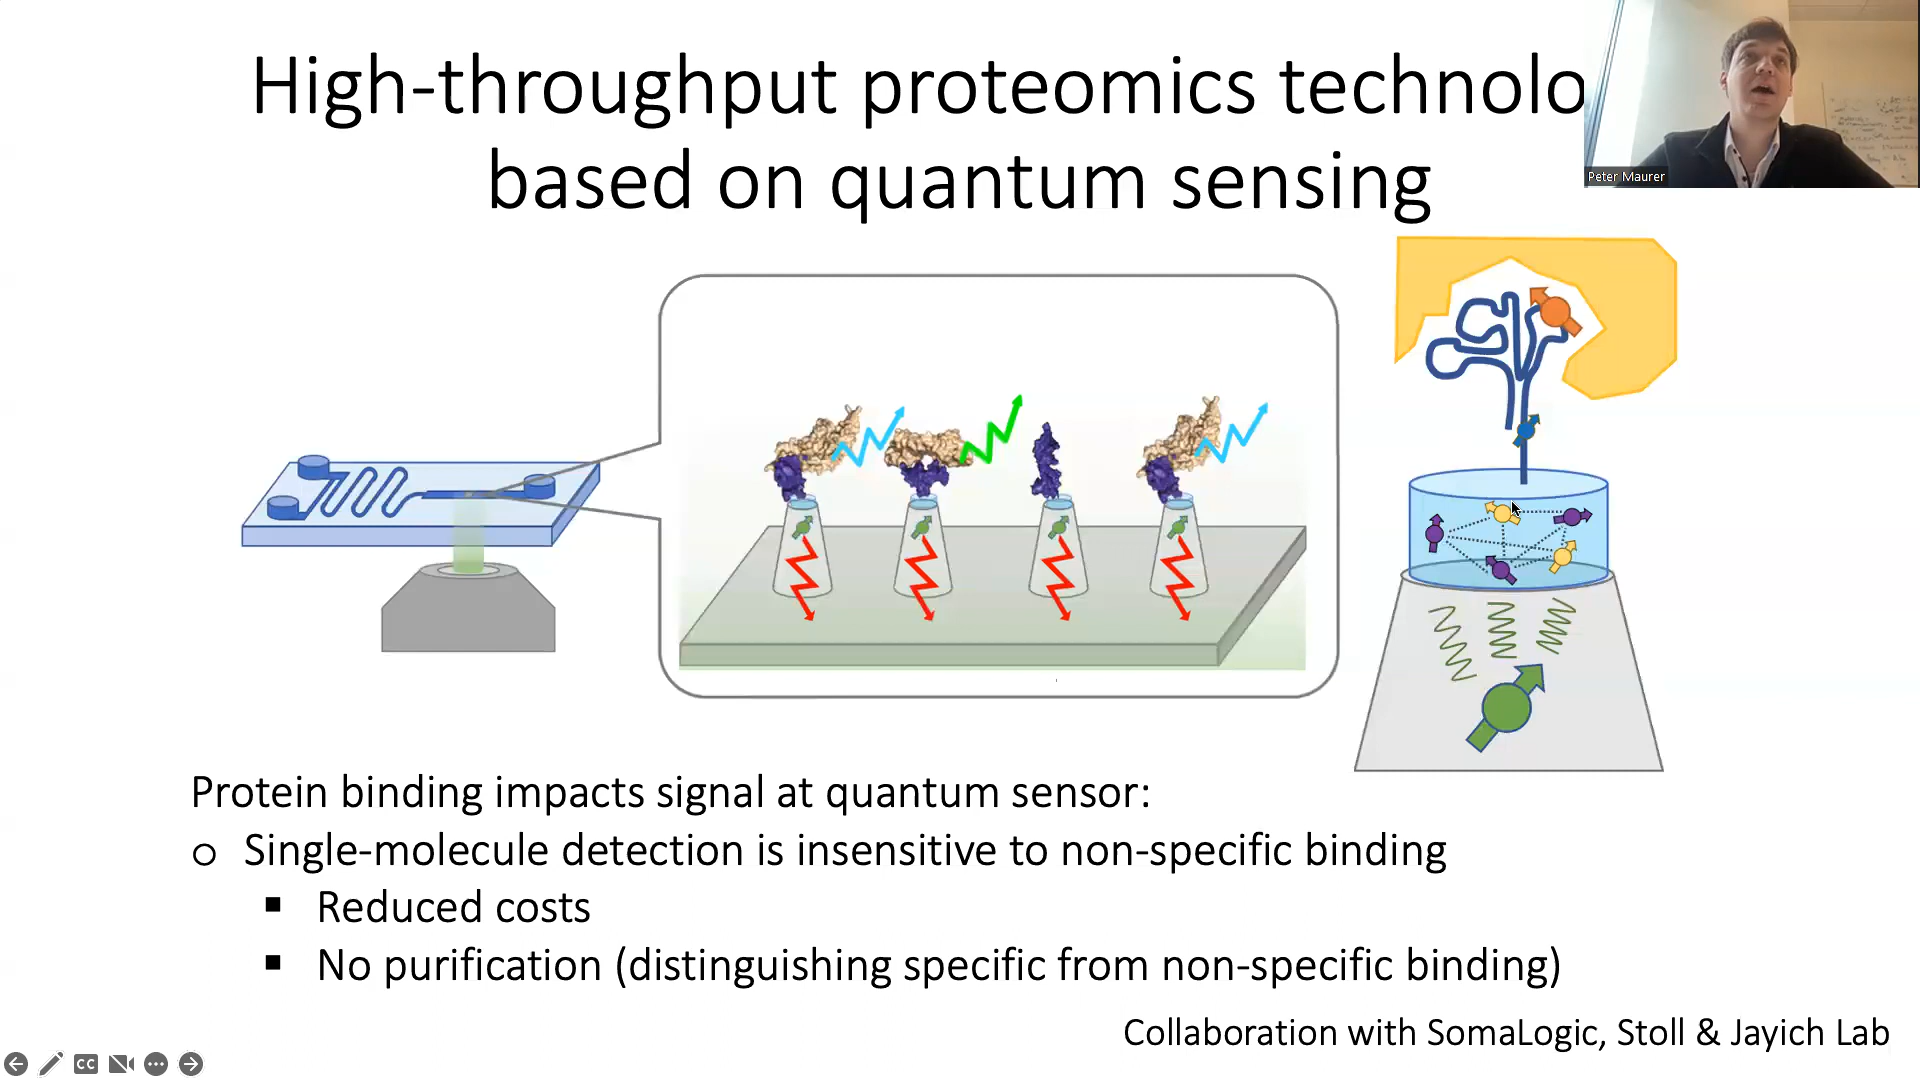 High-throughput proteomics technolo
based on quantum sensing
Peter Maurer
Protein binding impacts signal at quantum sensor:
o Single-molecule detection is insensitive to non-specific binding
▪ Reduced costs
▪ No purification (distinguishing specific from non-specific binding)
Collaboration with SomaLogic, Stoll & Jayich Lab
CC